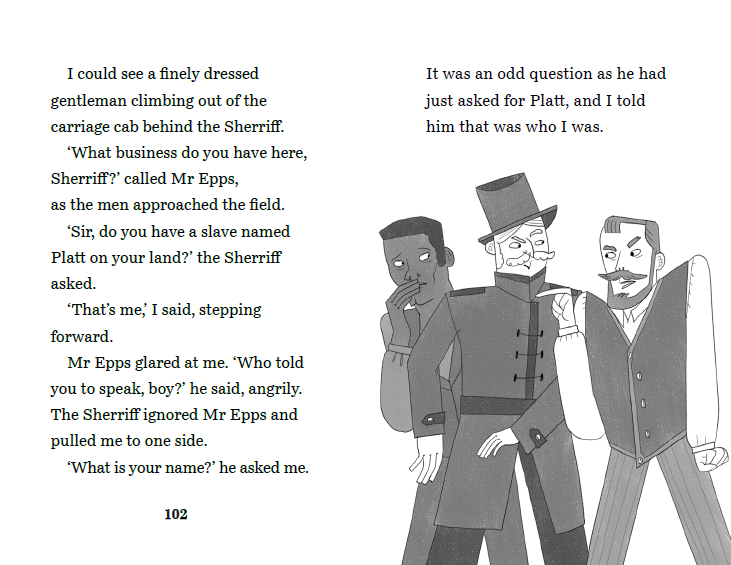 I could see a finely dressed
gentleman climbing out of the
carriage cab behind the Sherriff.
‘What business do you have here,
Sherriff?’ called Mr Epps,
as the men approached the field.
‘Sir, do you have a slave named
Platt on your land?’ the Sherriff
asked.
‘That’s me,’ I said, stepping
forward.
Mr Epps glared at me. ‘Who told
you to speak, boy?’ he said, angrily.
The Sherriff ignored Mr Epps and
pulled me to one side.
‘What is your name?’ he asked me.
102
It was an odd question as he had
just asked for Platt, and I told
him that was who I was.